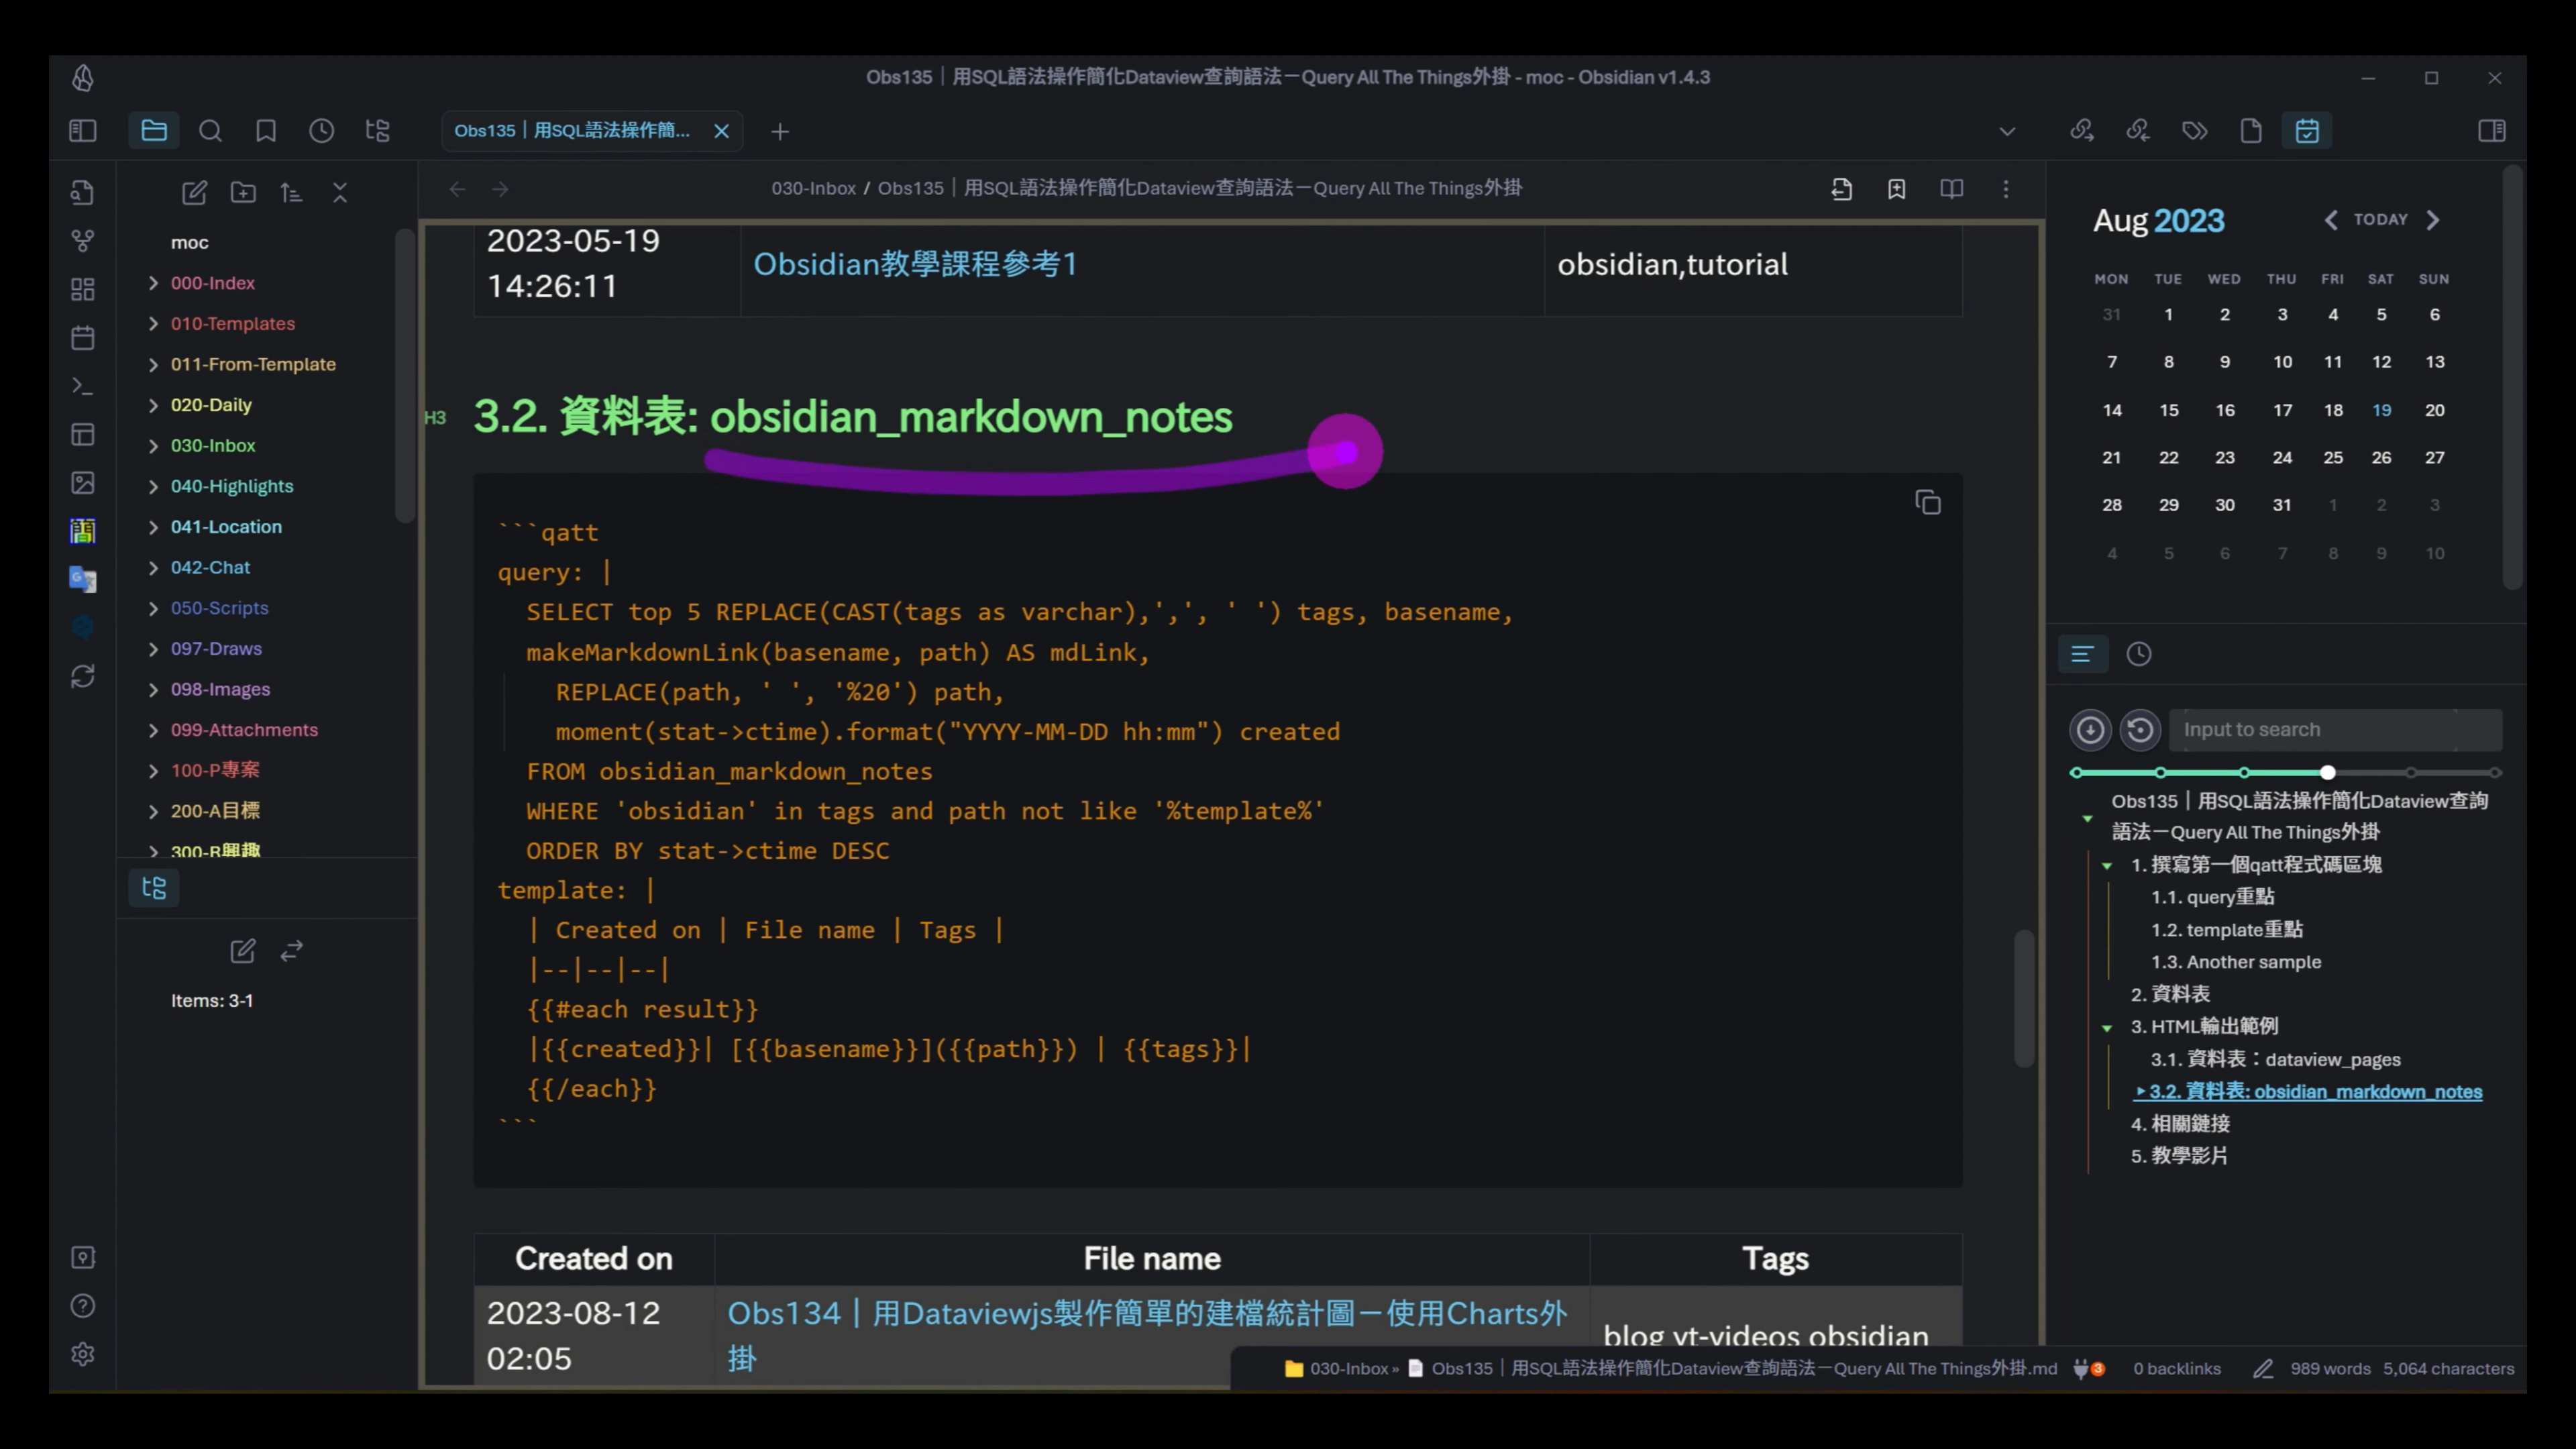 Obs135｜用SQL語法操作簡化Dataview查詢語法－Query All The Things外掛 - moc - Obsidian v1.4.3
Obs135｜用SQL語法操作簡...
030-Inbox / Obs135｜用SQL語法操作簡化Dataview查詢語法－Query All The Things外掛
moc
000-Index
010-Templates
011-From-Template
020-Daily
030-Inbox
040-Highlights
041-Location
042-Chat
050-Scripts
097-Draws
098-Images
099-Attachments
100-P專案
200-A目標
300-R興趣
簡
Items: 3-1
2023-05-19
14:26:11
Obsidian教學課程參考1
obsidian,tutorial
H3
3.2. 資料表: obsidian_markdown_notes
```qatt
query: |
SELECT top 5 REPLACE(CAST(tags as varchar),',', ' ') tags, basename,
makeMarkdownLink(basename, path) AS mdLink,
REPLACE(path, ' ', '%20') path,
moment(stat->ctime).format("YYYY-MM-DD hh:mm") created
FROM obsidian_markdown_notes
WHERE 'obsidian' in tags and path not like '%template%'
ORDER BY stat->ctime DESC
template: |
| Created on | File name | Tags |
|--|--|--|
{{#each result}}
|{{created}}| [{{basename}}]({{path}}) | {{tags}}|
{{/each}}
```
Created on File name Tags
2023-08-12
02:05
Obs134｜用Dataviewjs製作簡單的建檔統計圖－使用Charts外
掛
blog yt-videos obsidian
Aug 2023
TODAY
MON TUE WED THU FRI SAT SUN
31 1 2 3 4 5 6
7 8 9 10 11 12 13
14 15 16 17 18 19 20
21 22 23 24 25 26 27
28 29 30 31 1 2 3
4 5 6 7 8 9 10
Input to search
Obs135｜用SQL語法操作簡化Dataview查詢
語法－Query All The Things外掛
1. 撰寫第一個qatt程式碼區塊
1.1. query重點
1.2. template重點
1.3. Another sample
2. 資料表
3. HTML輸出範例
3.1. 資料表：dataview_pages
3.2. 資料表: obsidian_markdown_notes
4. 相關鏈接
5. 教學影片
030-Inbox » Obs135｜用SQL語法操作簡化Dataview查詢語法－Query All The Things外掛.md 3 0 backlinks 989 words 5,064 characters